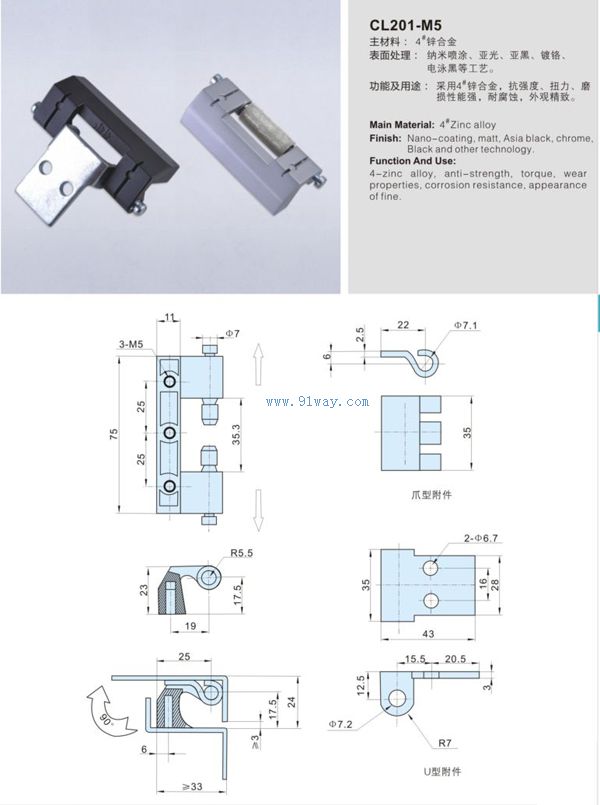 CL201-M5
主材料： 4#锌合金
表面处理： 纳米喷涂、亚光、亚黑、镀铬、
电泳黑等工艺。
功能及用途： 采用4#锌合金，抗强度、扭力、磨
损性能强，耐腐蚀，外观精致。
Main Material: 4#Zinc alloy
Finish: Nano-coating, matt, Asia black, chrome,
Black and other technology.
Function And Use:
4-zinc alloy, anti-strength, torque, wear
properties, corrosion resistance, appearance
of fine.
11
Φ7
3-M5
25
75
25
35.3
www.91way.com
22
Φ7.1
2.5
6
35
爪型附件
R5.5
23
17.5
19
2-Φ6.7
35
16
28
43
25
90°
17.5
24
≥3
6
≥33
15.5
20.5
12.5
3
Φ7.2
R7
U型附件